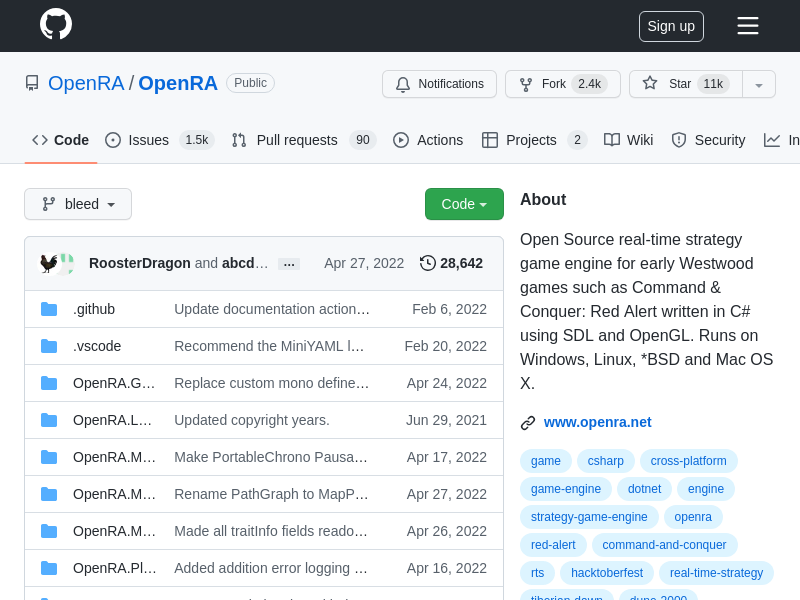 Sign up
OpenRA / OpenRA Public
Notifications
Fork 2.4k
Star 11k
Code
Issues 1.5k
Pull requests 90
Actions
Projects 2
Wiki
Security
In
bleed
Code
RoosterDragon and abcd… … Apr 27, 2022 28,642
.github Update documentation action… Feb 6, 2022
.vscode Recommend the MiniYAML l… Feb 20, 2022
OpenRA.G… Replace custom mono define… Apr 24, 2022
OpenRA.L… Updated copyright years. Jun 29, 2021
OpenRA.M… Make PortableChrono Pausa… Apr 17, 2022
OpenRA.M… Rename PathGraph to MapP… Apr 27, 2022
OpenRA.M… Made all traitInfo fields reado… Apr 26, 2022
OpenRA.Pl… Added addition error logging … Apr 16, 2022
About
Open Source real-time strategy
game engine for early Westwood
games such as Command &
Conquer: Red Alert written in C#
using SDL and OpenGL. Runs on
Windows, Linux, *BSD and Mac OS
X.
www.openra.net
game csharp cross-platform
game-engine dotnet engine
strategy-game-engine openra
red-alert command-and-conquer
rts hacktoberfest real-time-strategy
tiberian-dawn dune-2000